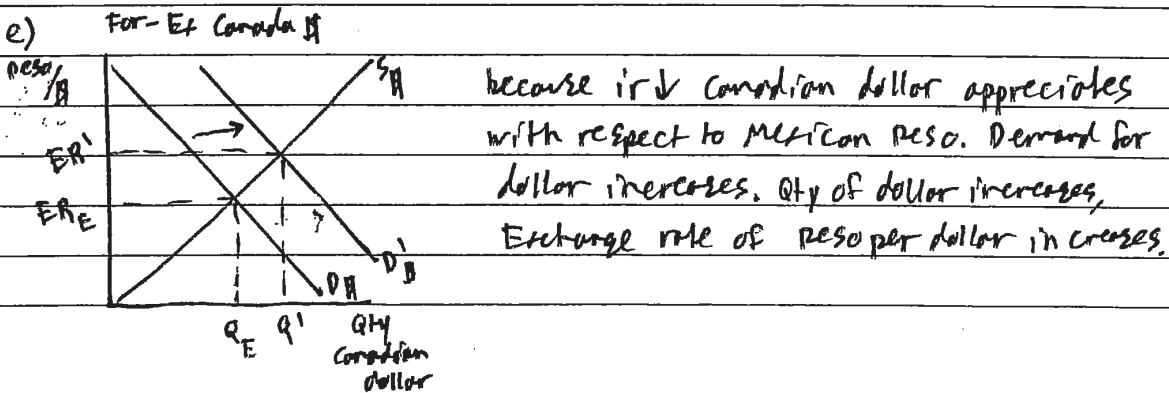 e) For-Ex Canada $
peso/$
S$
because ir↓ Canadian dollar appreciates
with respect to Mexican Peso. Demand for
dollar increases. Qty of dollar increases,
Exchange rate of peso per dollar increases.
ER'
ER_E
D'$
D$
Q_E Q' Qty
Canadian
dollar